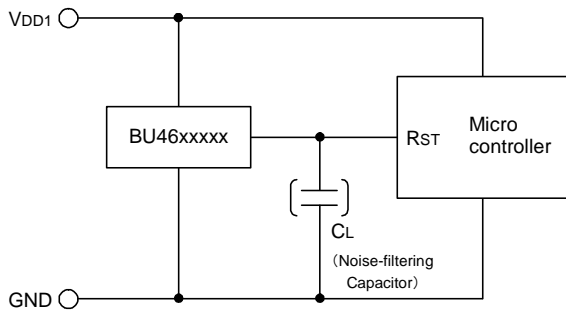 VDD1
BU46xxxxx
RST
Micro
controller
CL
（Noise-filtering
Capacitor）
GND